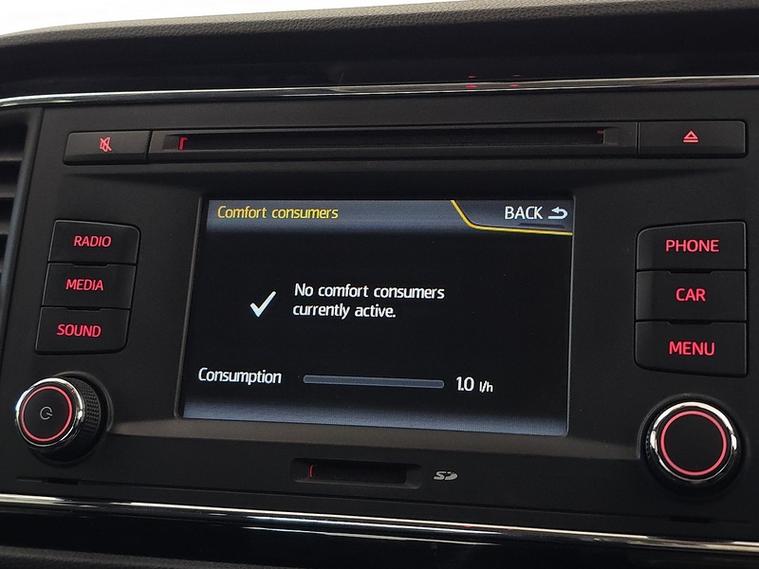 Comfort consumers
BACK
RADIO
MEDIA
SOUND
No comfort consumers
currently active.
Consumption
1.0 l/h
PHONE
CAR
MENU
SD